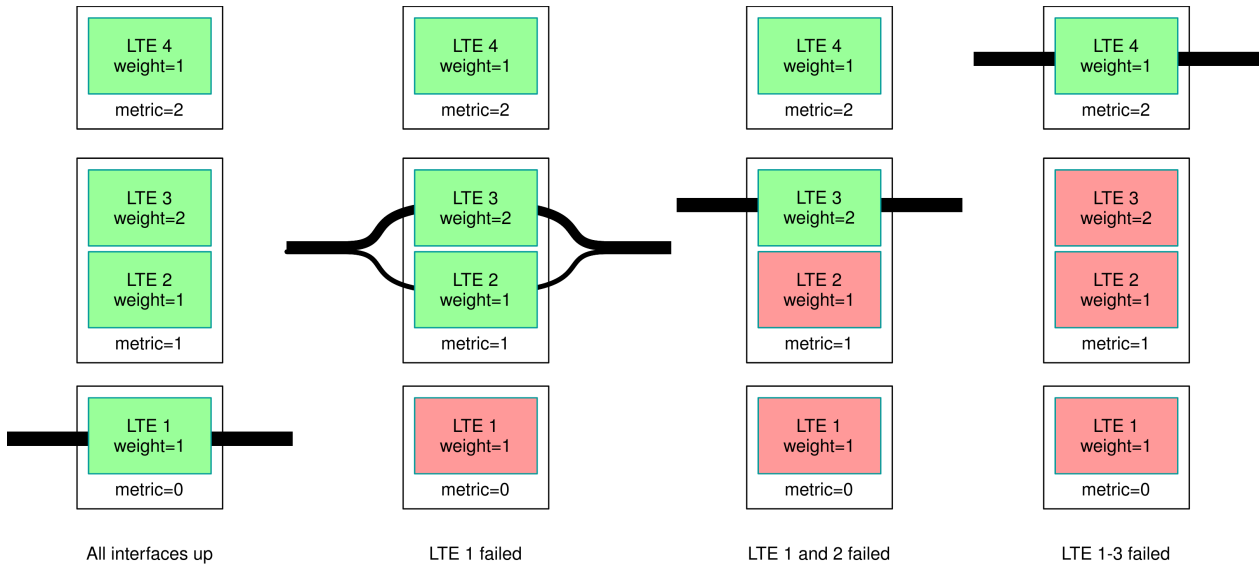 LTE 4
weight=1
metric=2
LTE 3
weight=2
LTE 2
weight=1
metric=1
LTE 1
weight=1
metric=0
All interfaces up
LTE 4
weight=1
metric=2
LTE 3
weight=2
LTE 2
weight=1
metric=1
LTE 1
weight=1
metric=0
LTE 1 failed
LTE 4
weight=1
metric=2
LTE 3
weight=2
LTE 2
weight=1
metric=1
LTE 1
weight=1
metric=0
LTE 1 and 2 failed
LTE 4
weight=1
metric=2
LTE 3
weight=2
LTE 2
weight=1
metric=1
LTE 1
weight=1
metric=0
LTE 1-3 failed